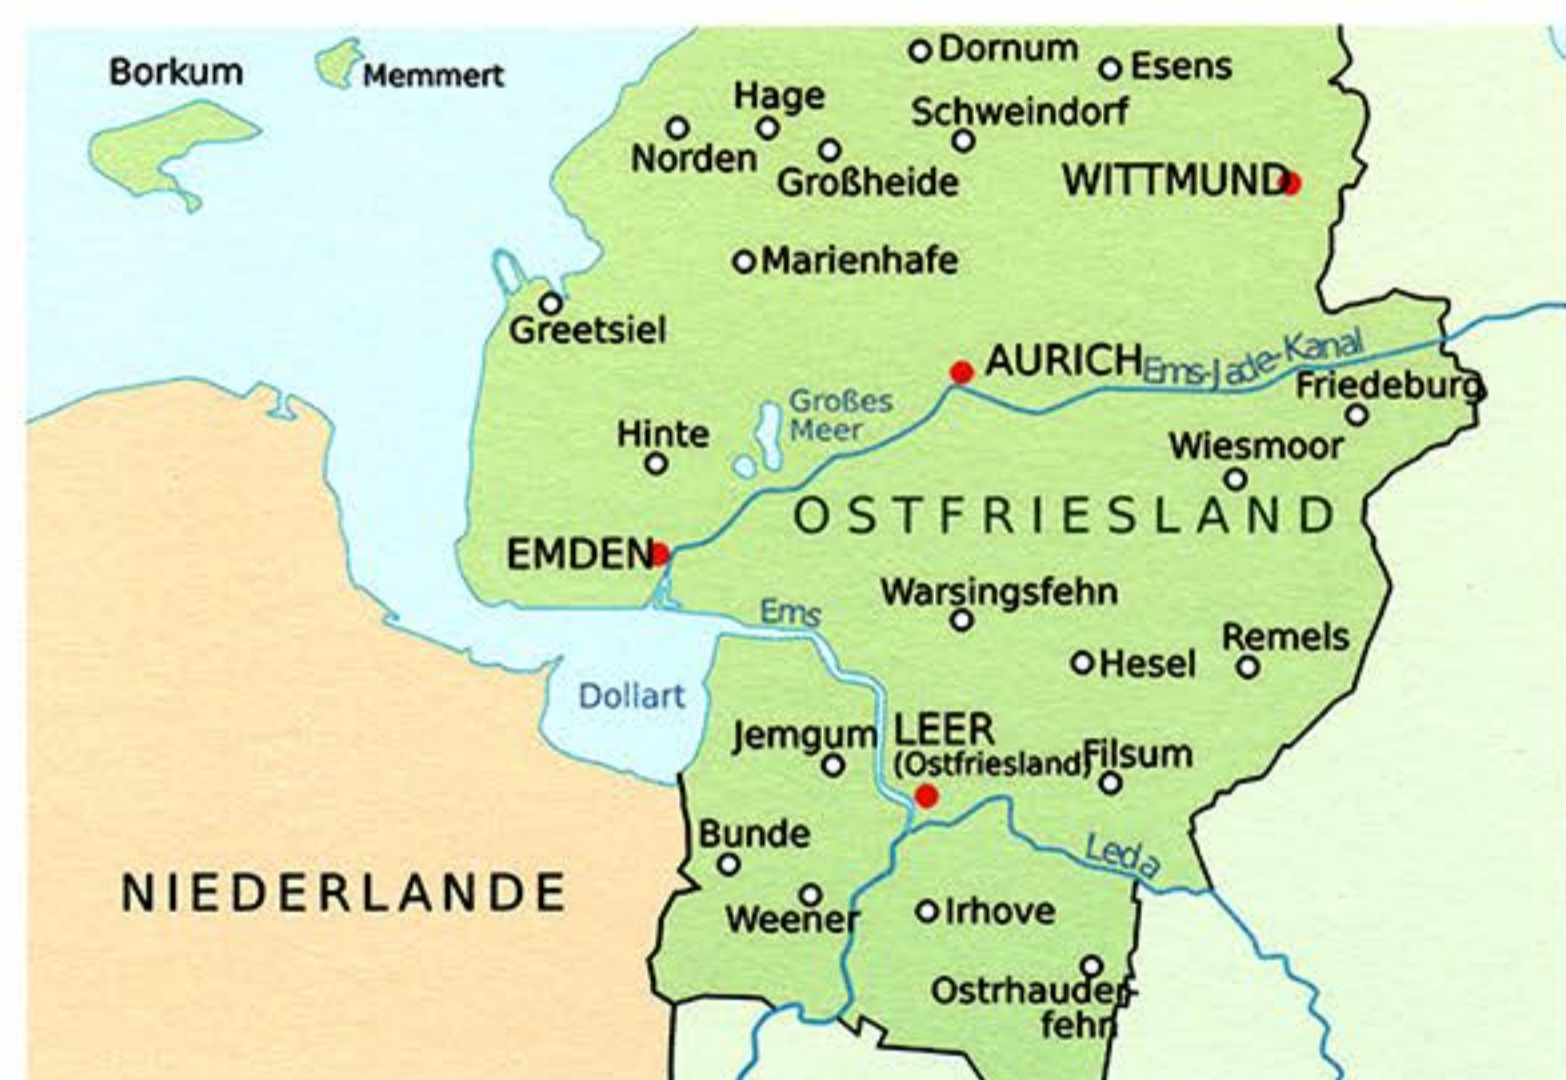 Dornum
Esens
Borkum
Memmert
Hage
Schweindorf
Norden
Großheide
WITTMUND
Marienhafe
Greetsiel
AURICH
Ems-Jade-Kanal
Friedeburg
Großes
Meer
Hinte
Wiesmoor
OSTFRIESLAND
EMDEN
Warsingsfehn
Ems
Remels
Hesel
Dollart
Jemgum
LEER
(Ostfriesland)
Filsum
Bunde
Leda
NIEDERLANDE
Weener
Irhove
Ostrhauder-
fehn